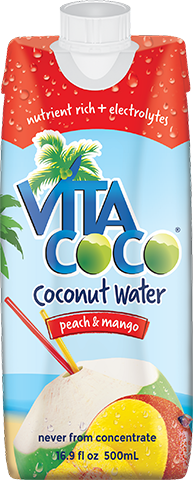 nutrient rich + electrolytes
VITA
COCO®
Coconut Water
peach & mango
never from concentrate
16.9 fl oz 500mL